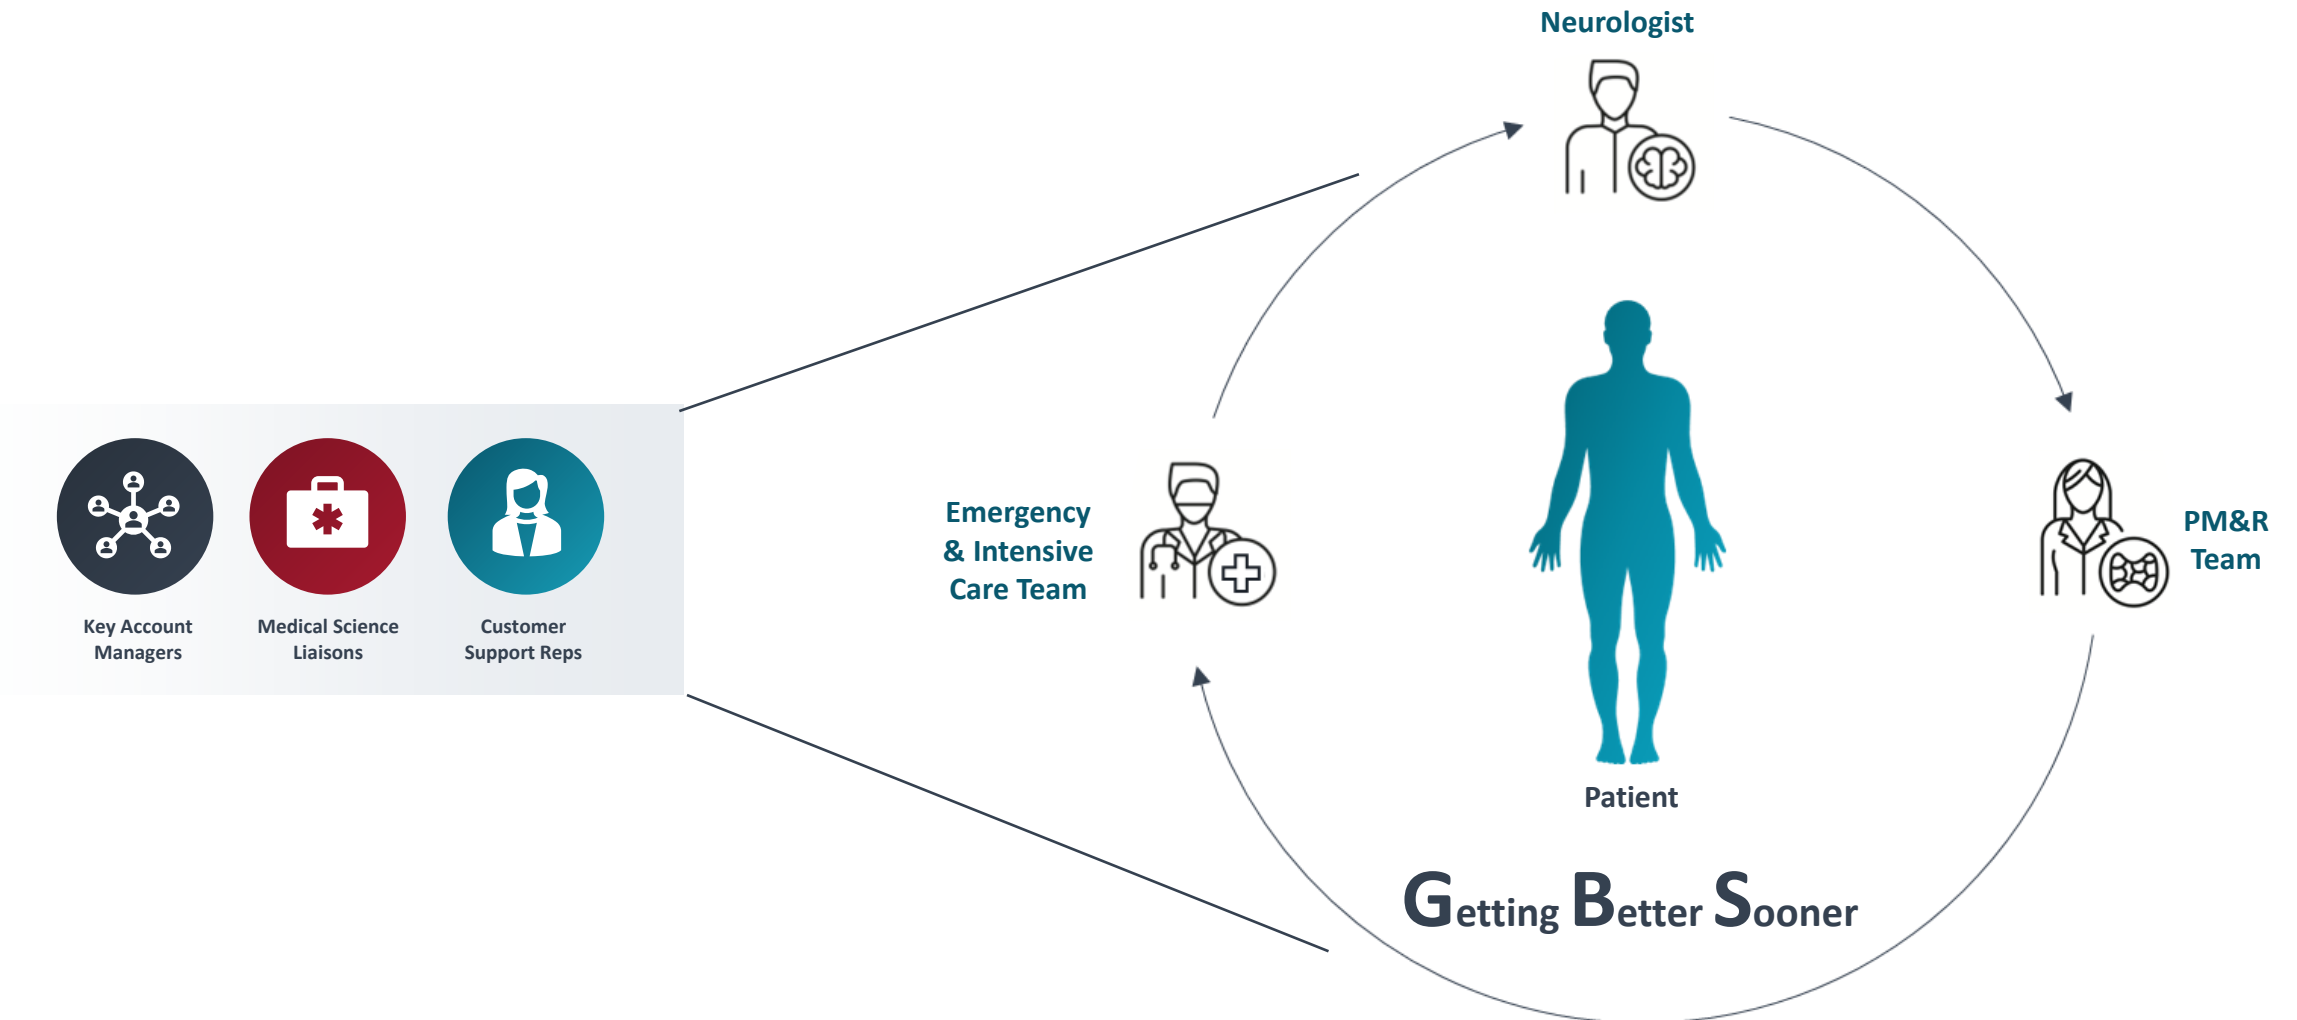 Neurologist
Emergency
& Intensive
Care Team
PM&R
Team
Key Account
Managers
Medical Science
Liaisons
Customer
Support Reps
Patient
Getting Better Sooner